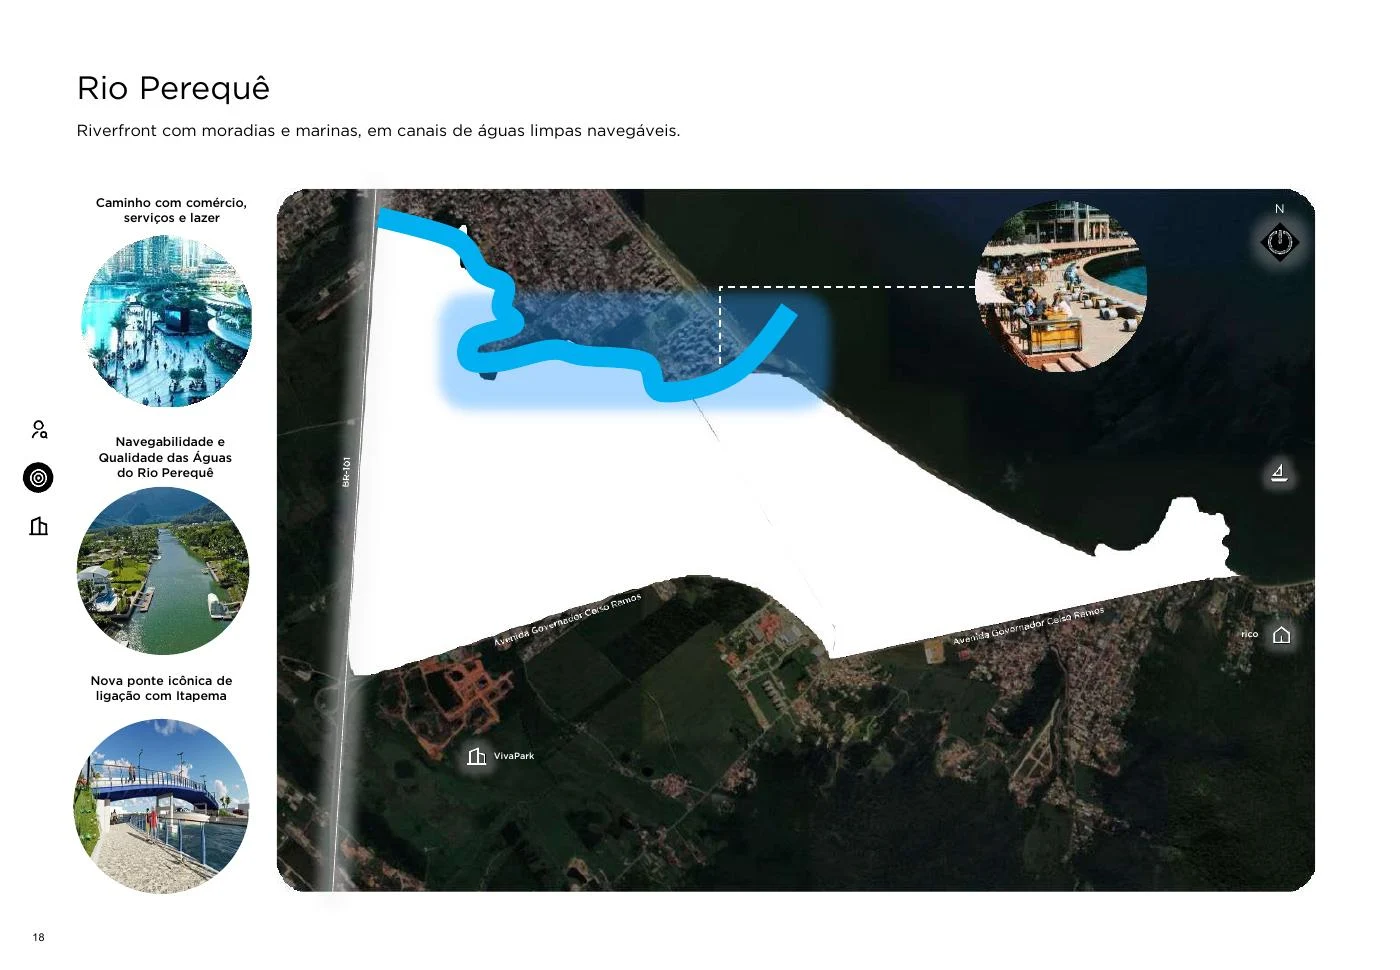 Rio Perequê
Riverfront com moradias e marinas, em canais de águas limpas navegáveis.
Caminho com comércio,
serviços e lazer
Navegabilidade e
Qualidade das Águas
do Rio Perequê
Nova ponte icônica de
ligação com Itapema
N
BR-101
Avenida Governador Celso Ramos
Avenida Governador Celso Ramos
rico
VivaPark
18